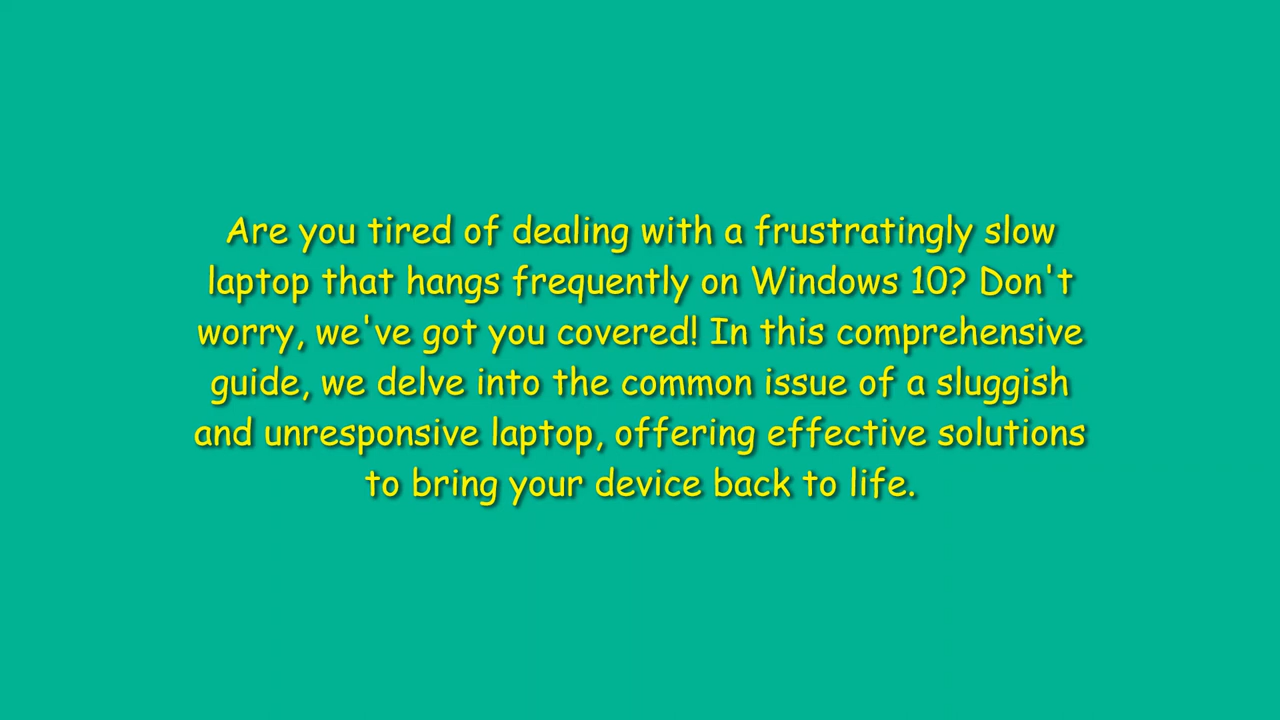 Are you tired of dealing with a frustratingly slow
laptop that hangs frequently on Windows 10? Don't
worry, we've got you covered! In this comprehensive
guide, we delve into the common issue of a sluggish
and unresponsive laptop, offering effective solutions
to bring your device back to life.